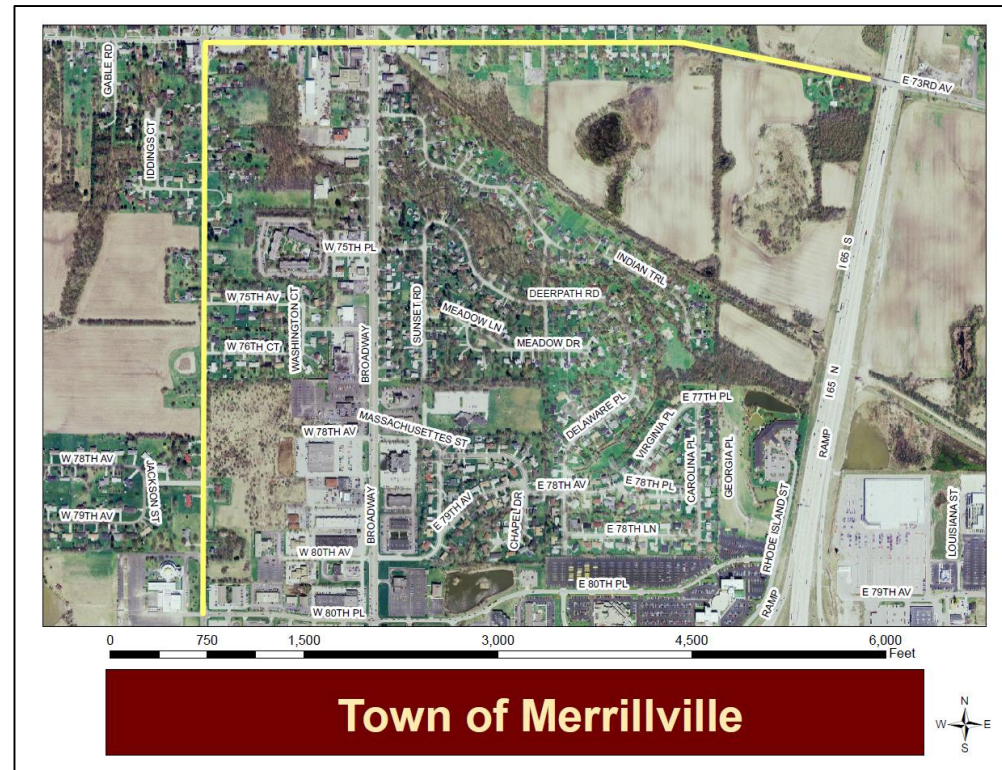 GABLE RD
IDDINGS CT
E 73RD AV
I 65 S
W 75TH PL
INDIAN TRL
DEERPATH RD
W 75TH AV
WASHINGTON CT
SUNSET RD
MEADOW LN
MEADOW DR
W 76TH CT
BROADWAY
I 65 N
E 77TH PL
DELAWARE PL
VIRGINIA PL
MASSACHUSETTES ST
W 78TH AV
W 78TH AV
JACKSON ST
CAROLINA PL
GEORGIA PL
RAMP
E 78TH AV
E 78TH PL
E 79TH AV
CHAPEL DR
E 78TH LN
W 79TH AV
BROADWAY
RHODE ISLAND ST
LOUISIANA ST
W 80TH AV
E 80TH PL
E 79TH AV
RAMP
W 80TH PL
0 750 1,500 3,000 4,500 6,000
Feet
Town of Merrillville
N
W E
S